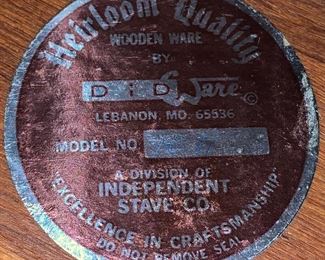 Heirloom Quality
WOODEN WARE
BY
DiD Ware ©
LEBANON, MO. 65536
MODEL NO
A DIVISION OF
INDEPENDENT
STAVE CO.
"EXCELLENCE IN CRAFTSMANSHIP"
DO NOT REMOVE SEAL